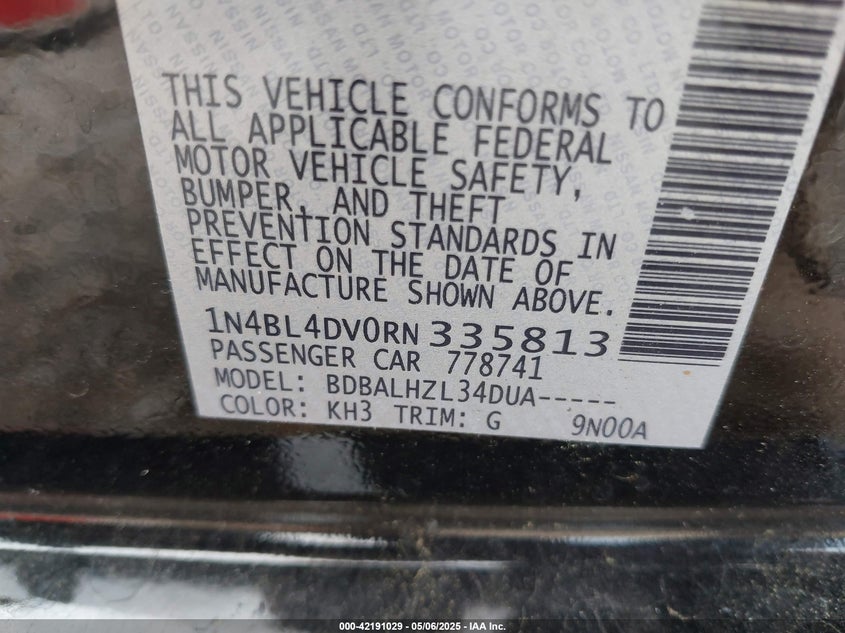 THIS VEHICLE CONFORMS TO
ALL APPLICABLE FEDERAL
MOTOR VEHICLE SAFETY,
BUMPER, AND THEFT
PREVENTION STANDARDS IN
EFFECT ON THE DATE OF
MANUFACTURE SHOWN ABOVE.
1N4BL4DV0RN 335813
PASSENGER CAR 778741
MODEL: BDBALHZL34DUA-----
COLOR: KH3 TRIM: G 9N00A
000-42191029 - 05/06/2025 - IAA Inc.